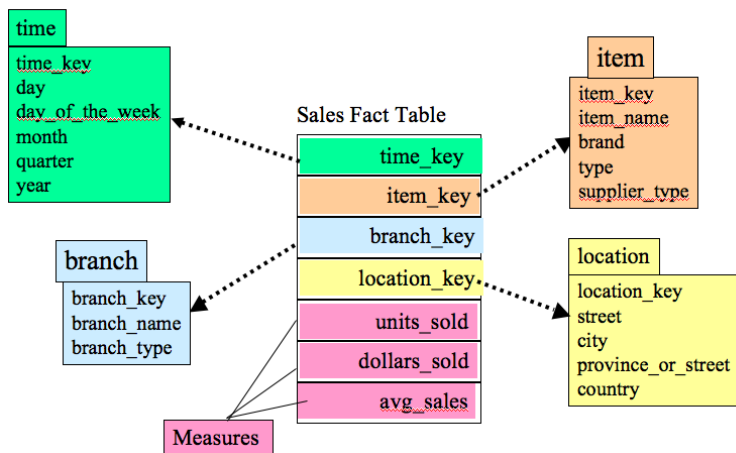 time
time_key
day
day_of_the_week
month
quarter
year
item
item_key
item_name
brand
type
supplier_type
Sales Fact Table
time_key
item_key
branch_key
location_key
units_sold
dollars_sold
avg_sales
branch
branch_key
branch_name
branch_type
location
location_key
street
city
province_or_street
country
Measures